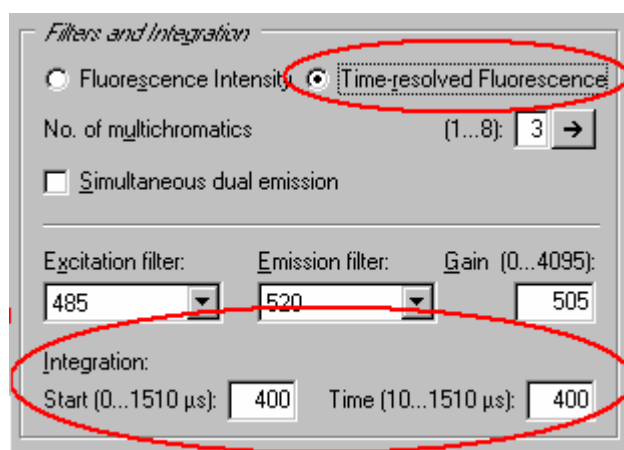 Filters and Integration
Fluorescence Intensity Time-resolved Fluorescence
No. of multichromatics (1...8): 3
Simultaneous dual emission
Excitation filter: Emission filter: Gain (0...4095):
485 520 505
Integration:
Start (0...1510 µs): 400 Time (10...1510 µs): 400